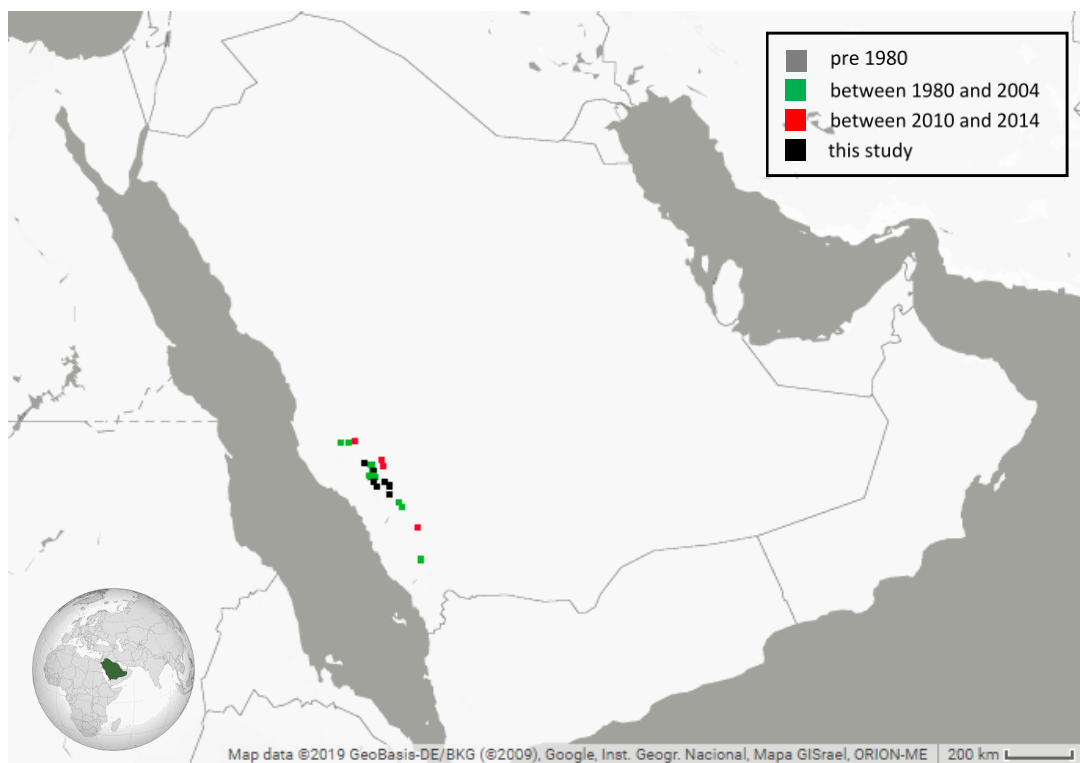 pre 1980
between 1980 and 2004
between 2010 and 2014
this study
Map data ©2019 GeoBasis-DE/BKG (©2009), Google, Inst. Geogr. Nacional, Mapa GISrael, ORION-ME 200 km